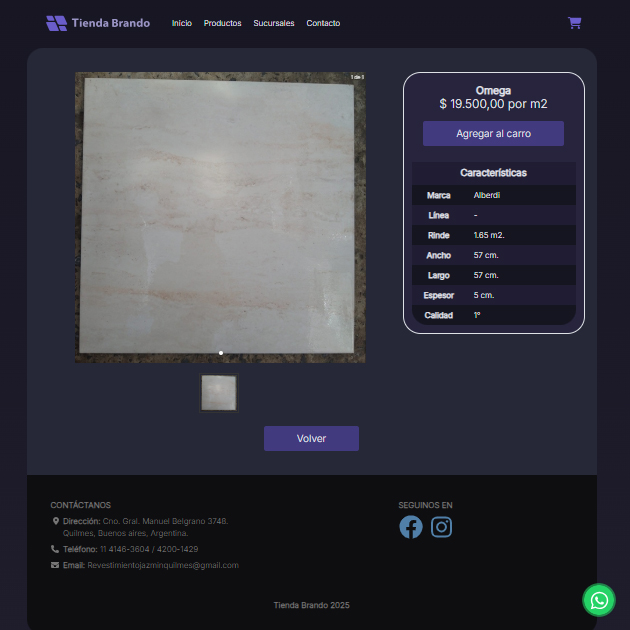 Tienda Brando
Inicio Productos Sucursales Contacto
1 de 1
Omega
$ 19.500,00 por m2
Agregar al carro
Características
Marca Alberdi
Línea -
Rinde 1.65 m2.
Ancho 57 cm.
Largo 57 cm.
Espesor 5 cm.
Calidad 1º
Volver
CONTÁCTANOS
Dirección: Cno. Gral. Manuel Belgrano 3748.
Quilmes, Buenos aires, Argentina.
Teléfono: 11 4146-3604 / 4200-1429
Email: Revestimientojazminquilmes@gmail.com
SEGUINOS EN
Tienda Brando 2025